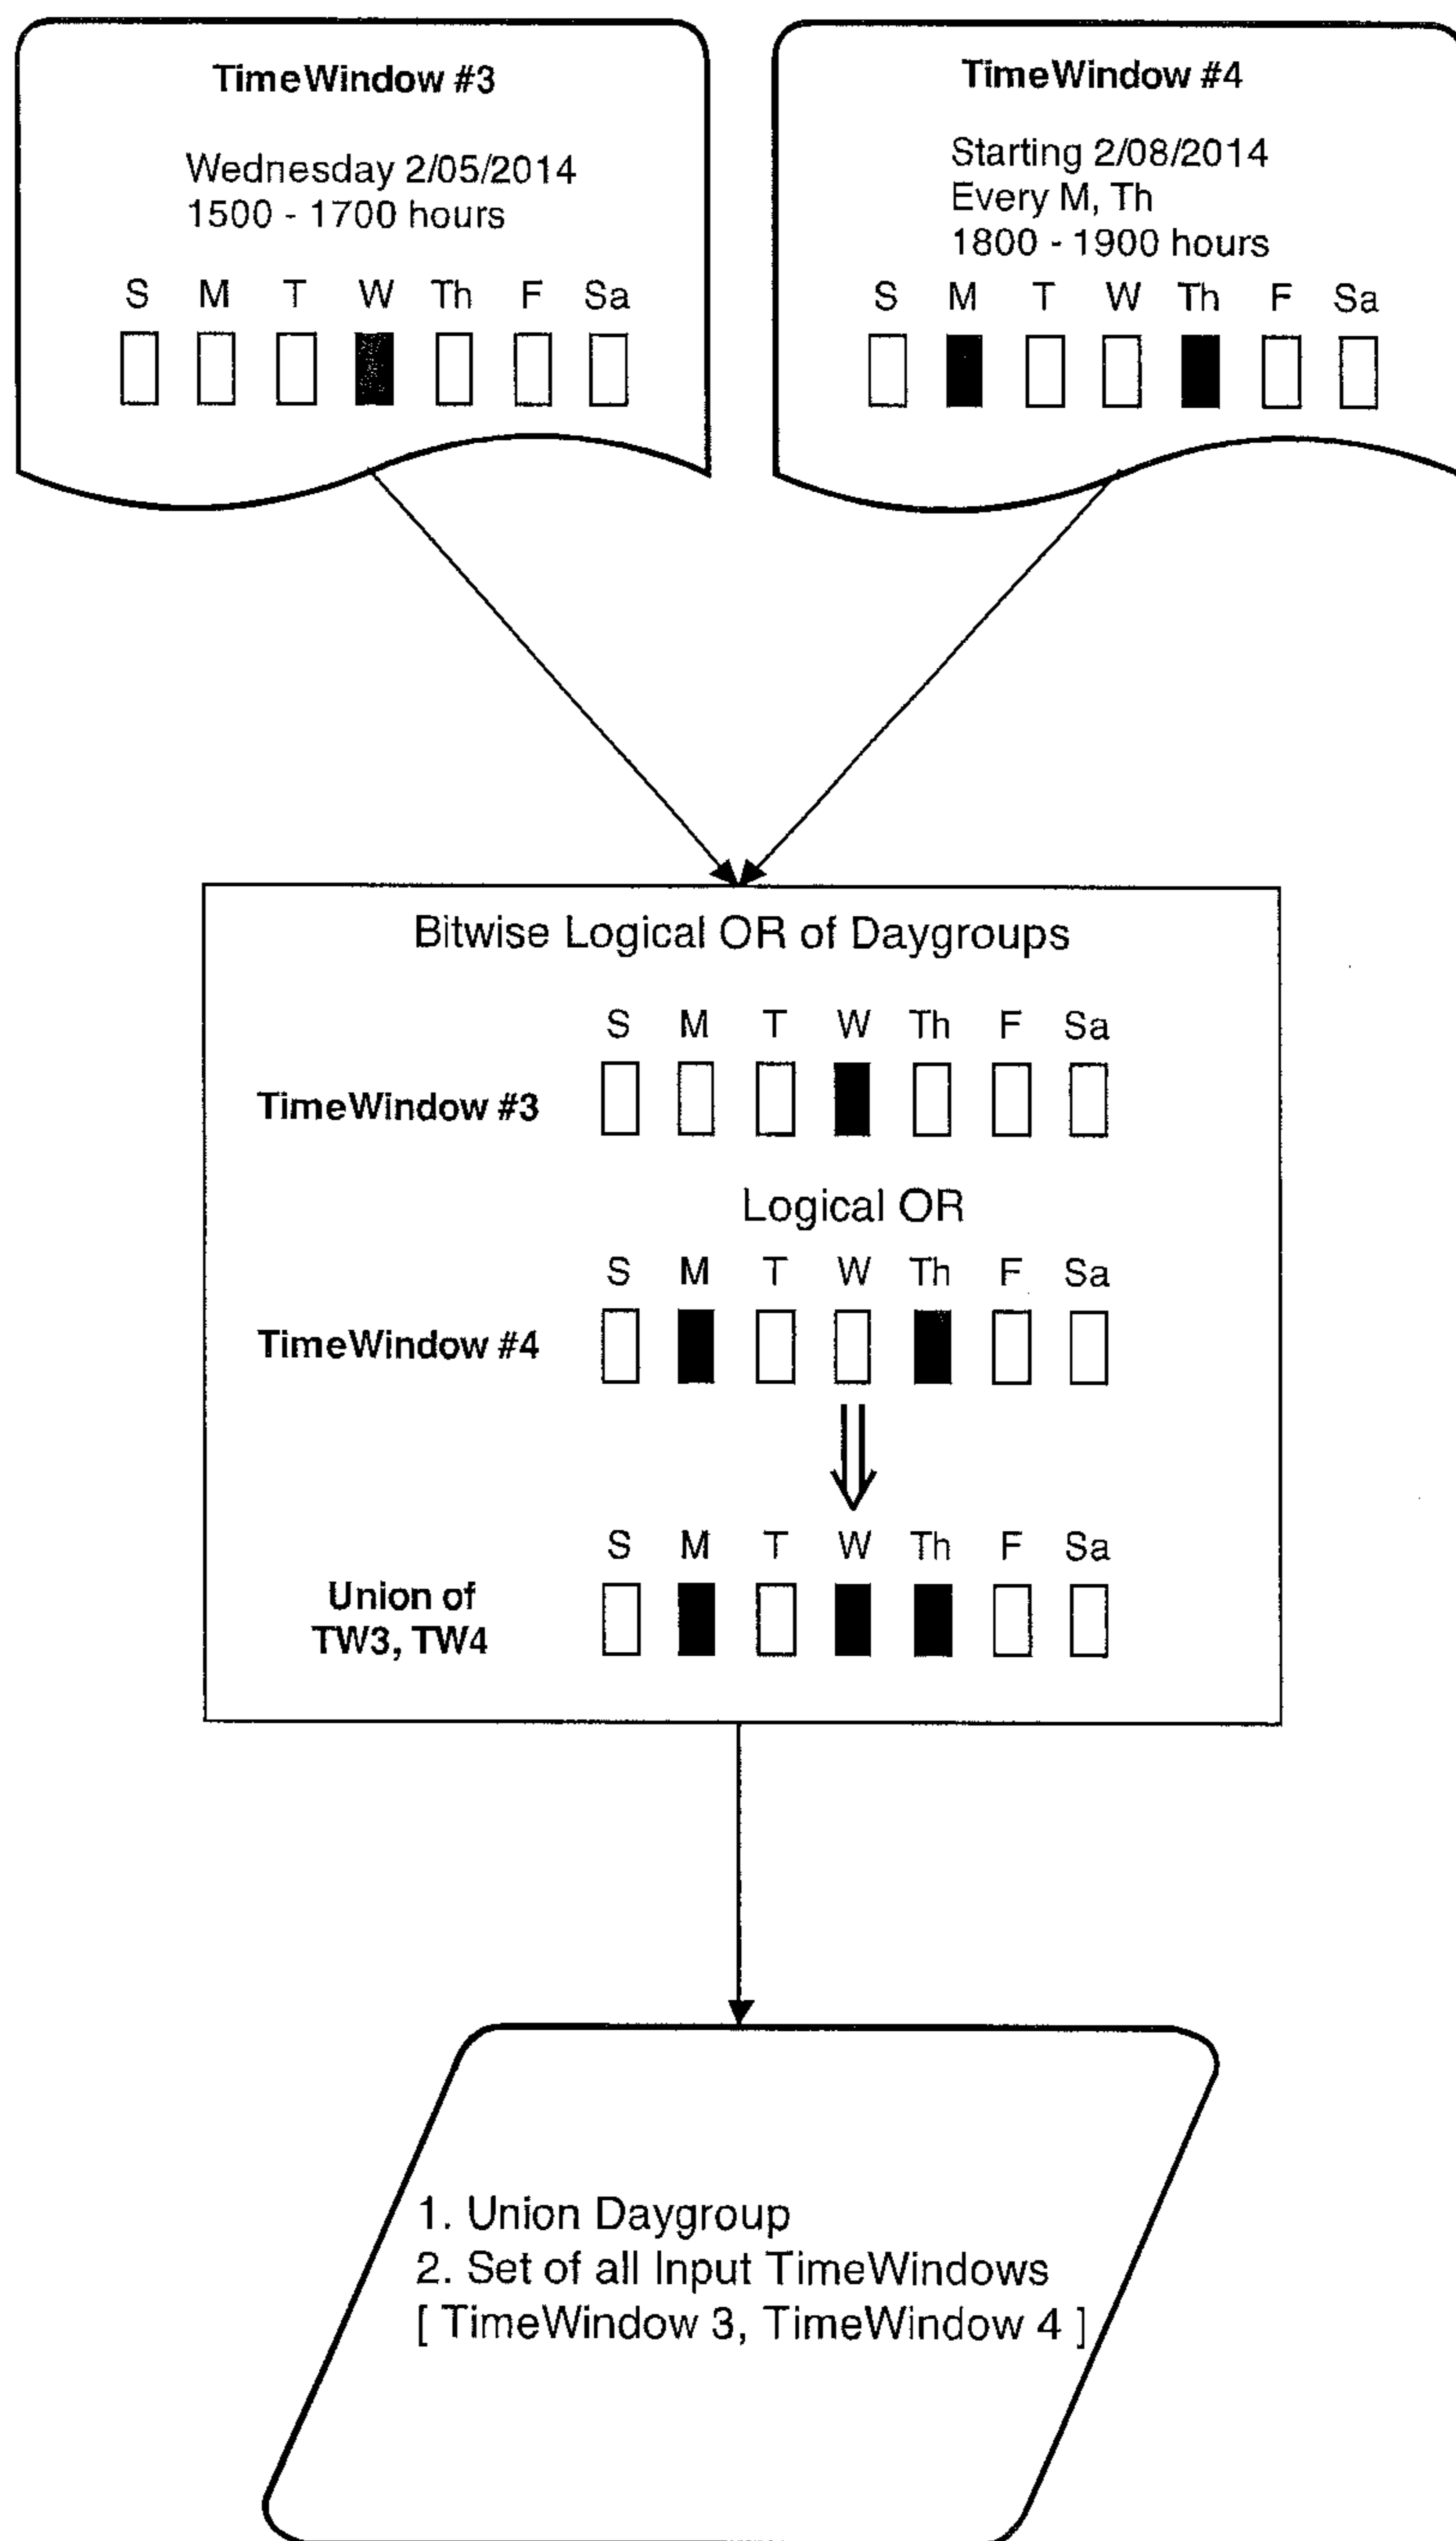 TimeWindow #3
Wednesday 2/05/2014
1500 - 1700 hours
S M T W Th F Sa
TimeWindow #4
Starting 2/08/2014
Every M, Th
1800 - 1900 hours
S M T W Th F Sa
Bitwise Logical OR of Daygroups
S M T W Th F Sa
TimeWindow #3
Logical OR
S M T W Th F Sa
TimeWindow #4
S M T W Th F Sa
Union of
TW3, TW4
1. Union Daygroup
2. Set of all Input TimeWindows
[ TimeWindow 3, TimeWindow 4 ]